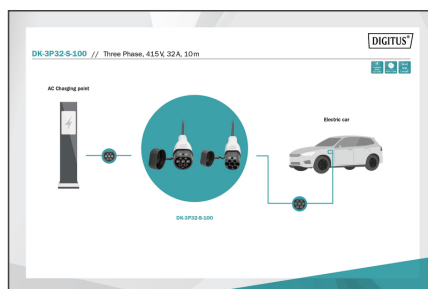 DIGITUS®
DK-3P32-S-100 // Three Phase, 415 V, 32 A, 10 m
AC Charging point
Electric car
DK-3P32-S-100